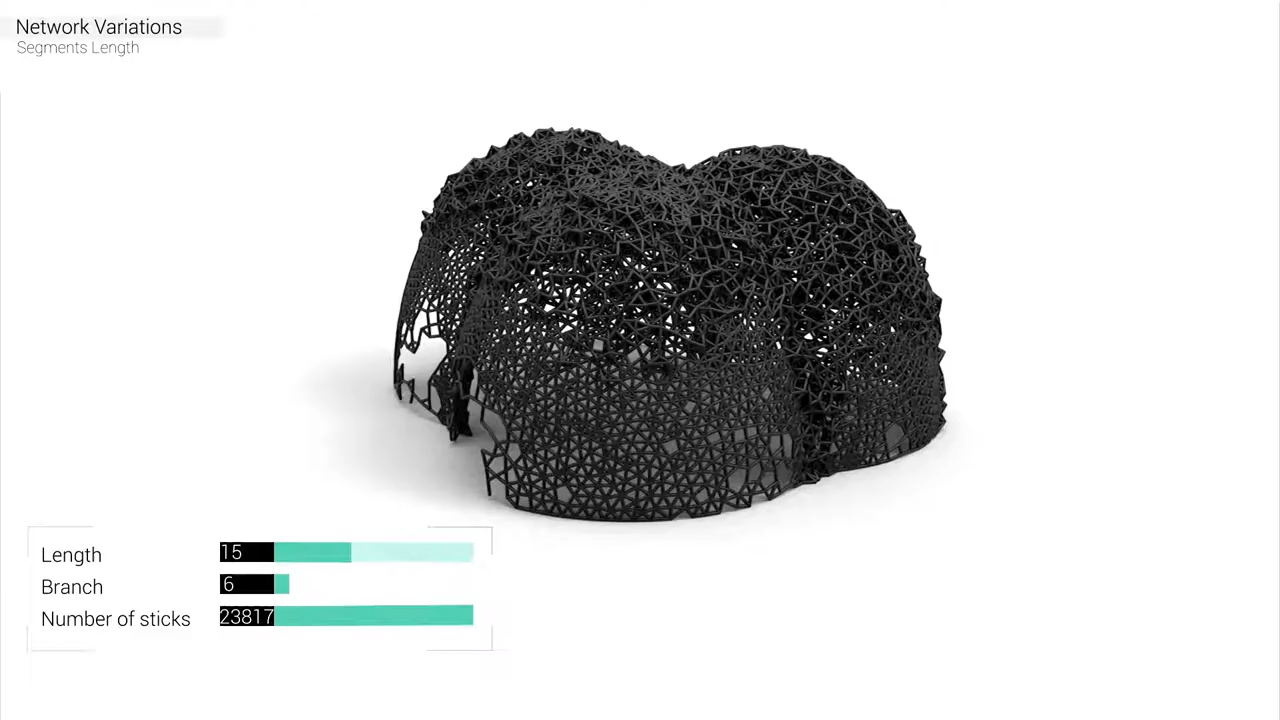 Network Variations
Segments Length
Length 15
Branch 6
Number of sticks 23817